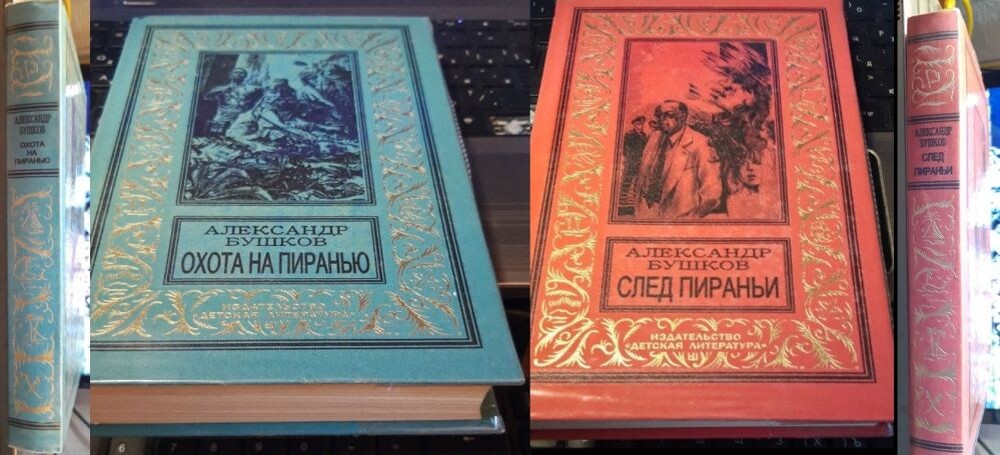 АЛЕКСАНДР
БУШКОВ
ОХОТА
НА
ПИРАНЬЮ
АЛЕКСАНДР
БУШКОВ
ОХОТА НА ПИРАНЬЮ
ИЗДАТЕЛЬСТВО
«ДЕТСКАЯ ЛИТЕРАТУРА»
АЛЕКСАНДР
БУШКОВ
СЛЕД ПИРАНЬИ
ИЗДАТЕЛЬСТВО
«ДЕТСКАЯ ЛИТЕРАТУРА»
АЛЕКСАНДР
БУШКОВ
СЛЕД
ПИРАНЬИ